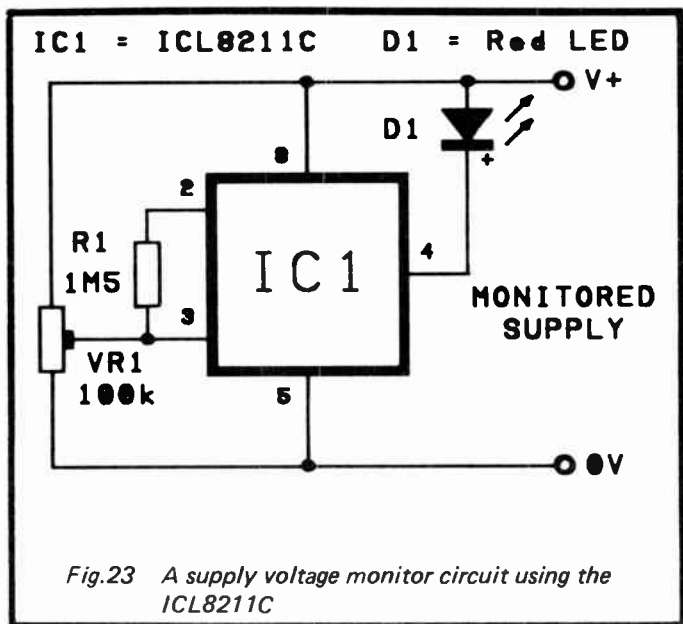 IC1 = ICL8211C D1 = Red LED
V+
D1
+
8
2
R1
1M5
IC1
4
MONITORED
SUPPLY
3
VR1
100k
5
0V
Fig.23 A supply voltage monitor circuit using the
ICL8211C